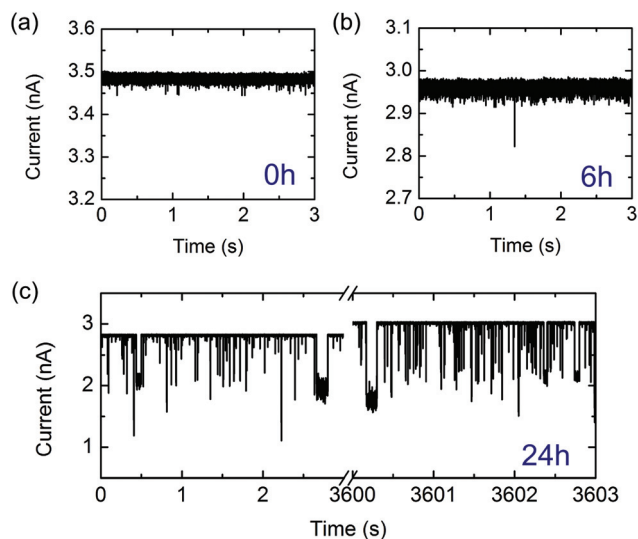 (a)
3.6
3.5
3.4
3.3
3.2
Current (nA)
0h
0 1 2 3
Time (s)
(b)
3.1
3.0
2.9
2.8
2.7
Current (nA)
6h
0 1 2 3
Time (s)
(c)
3
2
1
Current (nA)
24h
0 1 2 3600 3601 3602 3603
Time (s)